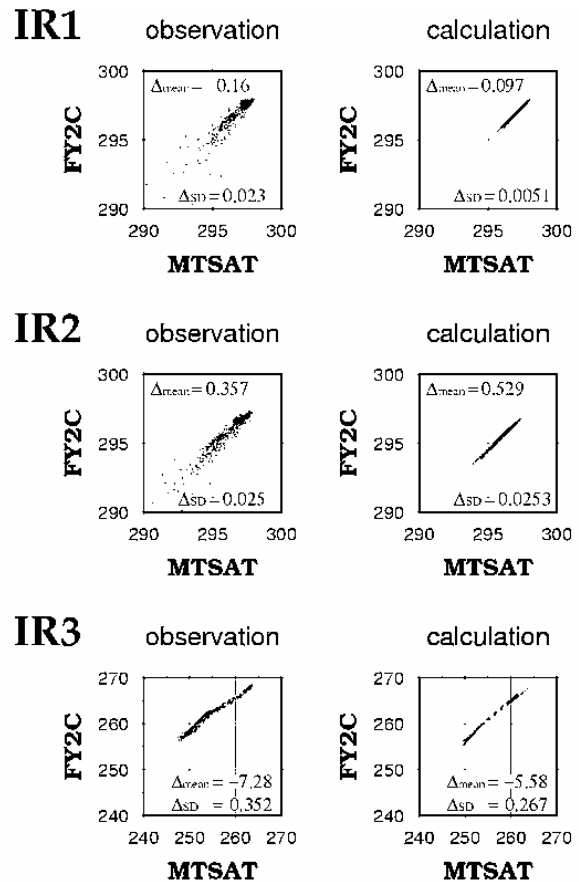 IR1 observation calculation
300 300
Δmean = 0.16 Δmean = 0.097
FY2C 295 FY2C 295
ΔSD = 0.023 ΔSD = 0.0051
290 290
290 295 300 290 295 300
MTSAT MTSAT
IR2 observation calculation
300 300
Δmean = 0.357 Δmean = 0.529
FY2C 295 FY2C 295
ΔSD = 0.025 ΔSD = 0.0253
290 290
290 295 300 290 295 300
MTSAT MTSAT
IR3 observation calculation
270 270
FY2C 260 FY2C 260
250 250
Δmean = −7.28 Δmean = −5.58
ΔSD = 0.352 ΔSD = 0.267
240 240
240 250 260 270 240 250 260 270
MTSAT MTSAT